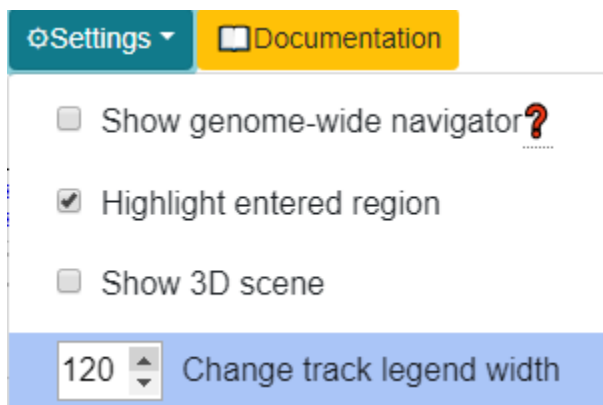 ⚙Settings
📖Documentation
Show genome-wide navigator❓
Highlight entered region
Show 3D scene
120 Change track legend width